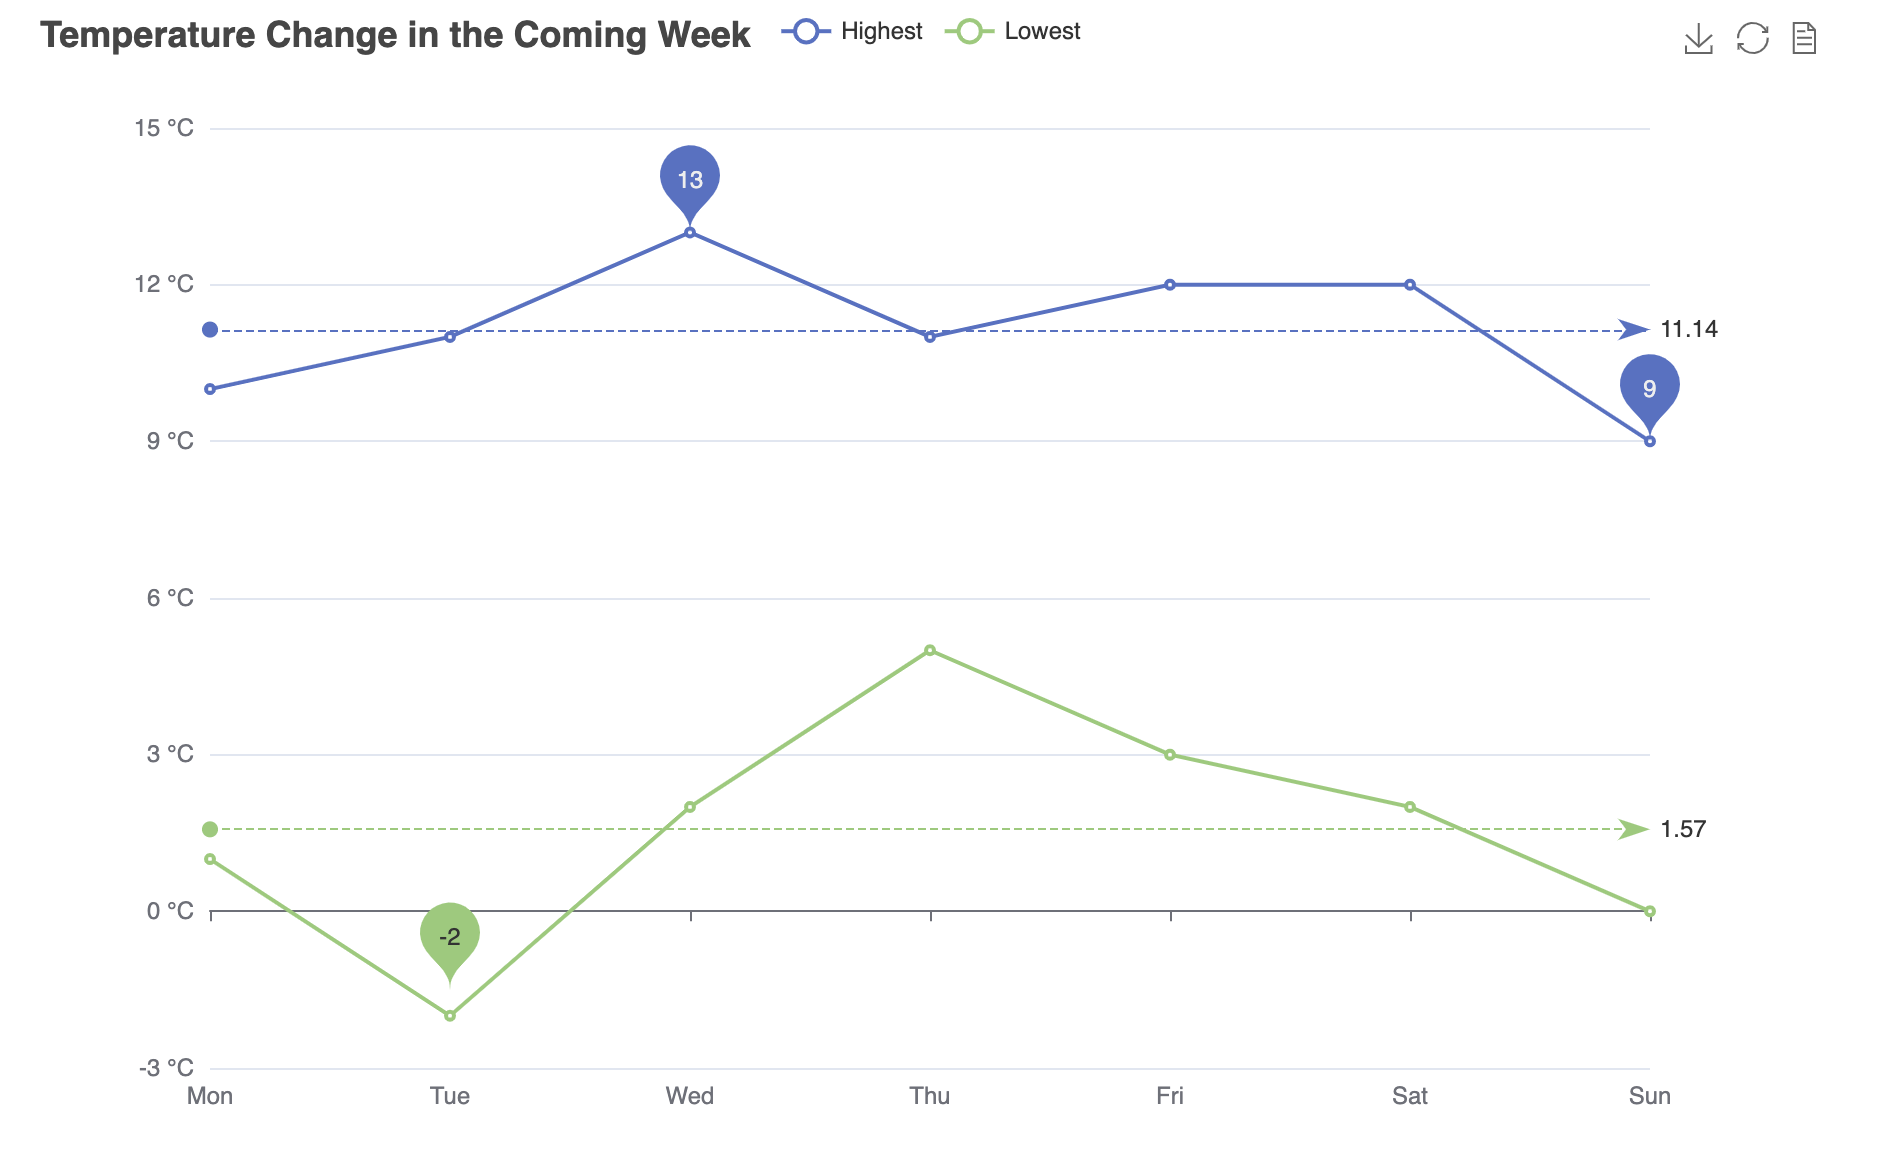 Temperature Change in the Coming Week
Highest
Lowest
15 °C
13
12 °C
11.14
9
9 °C
6 °C
3 °C
1.57
0 °C
-2
-3 °C
Mon Tue Wed Thu Fri Sat Sun